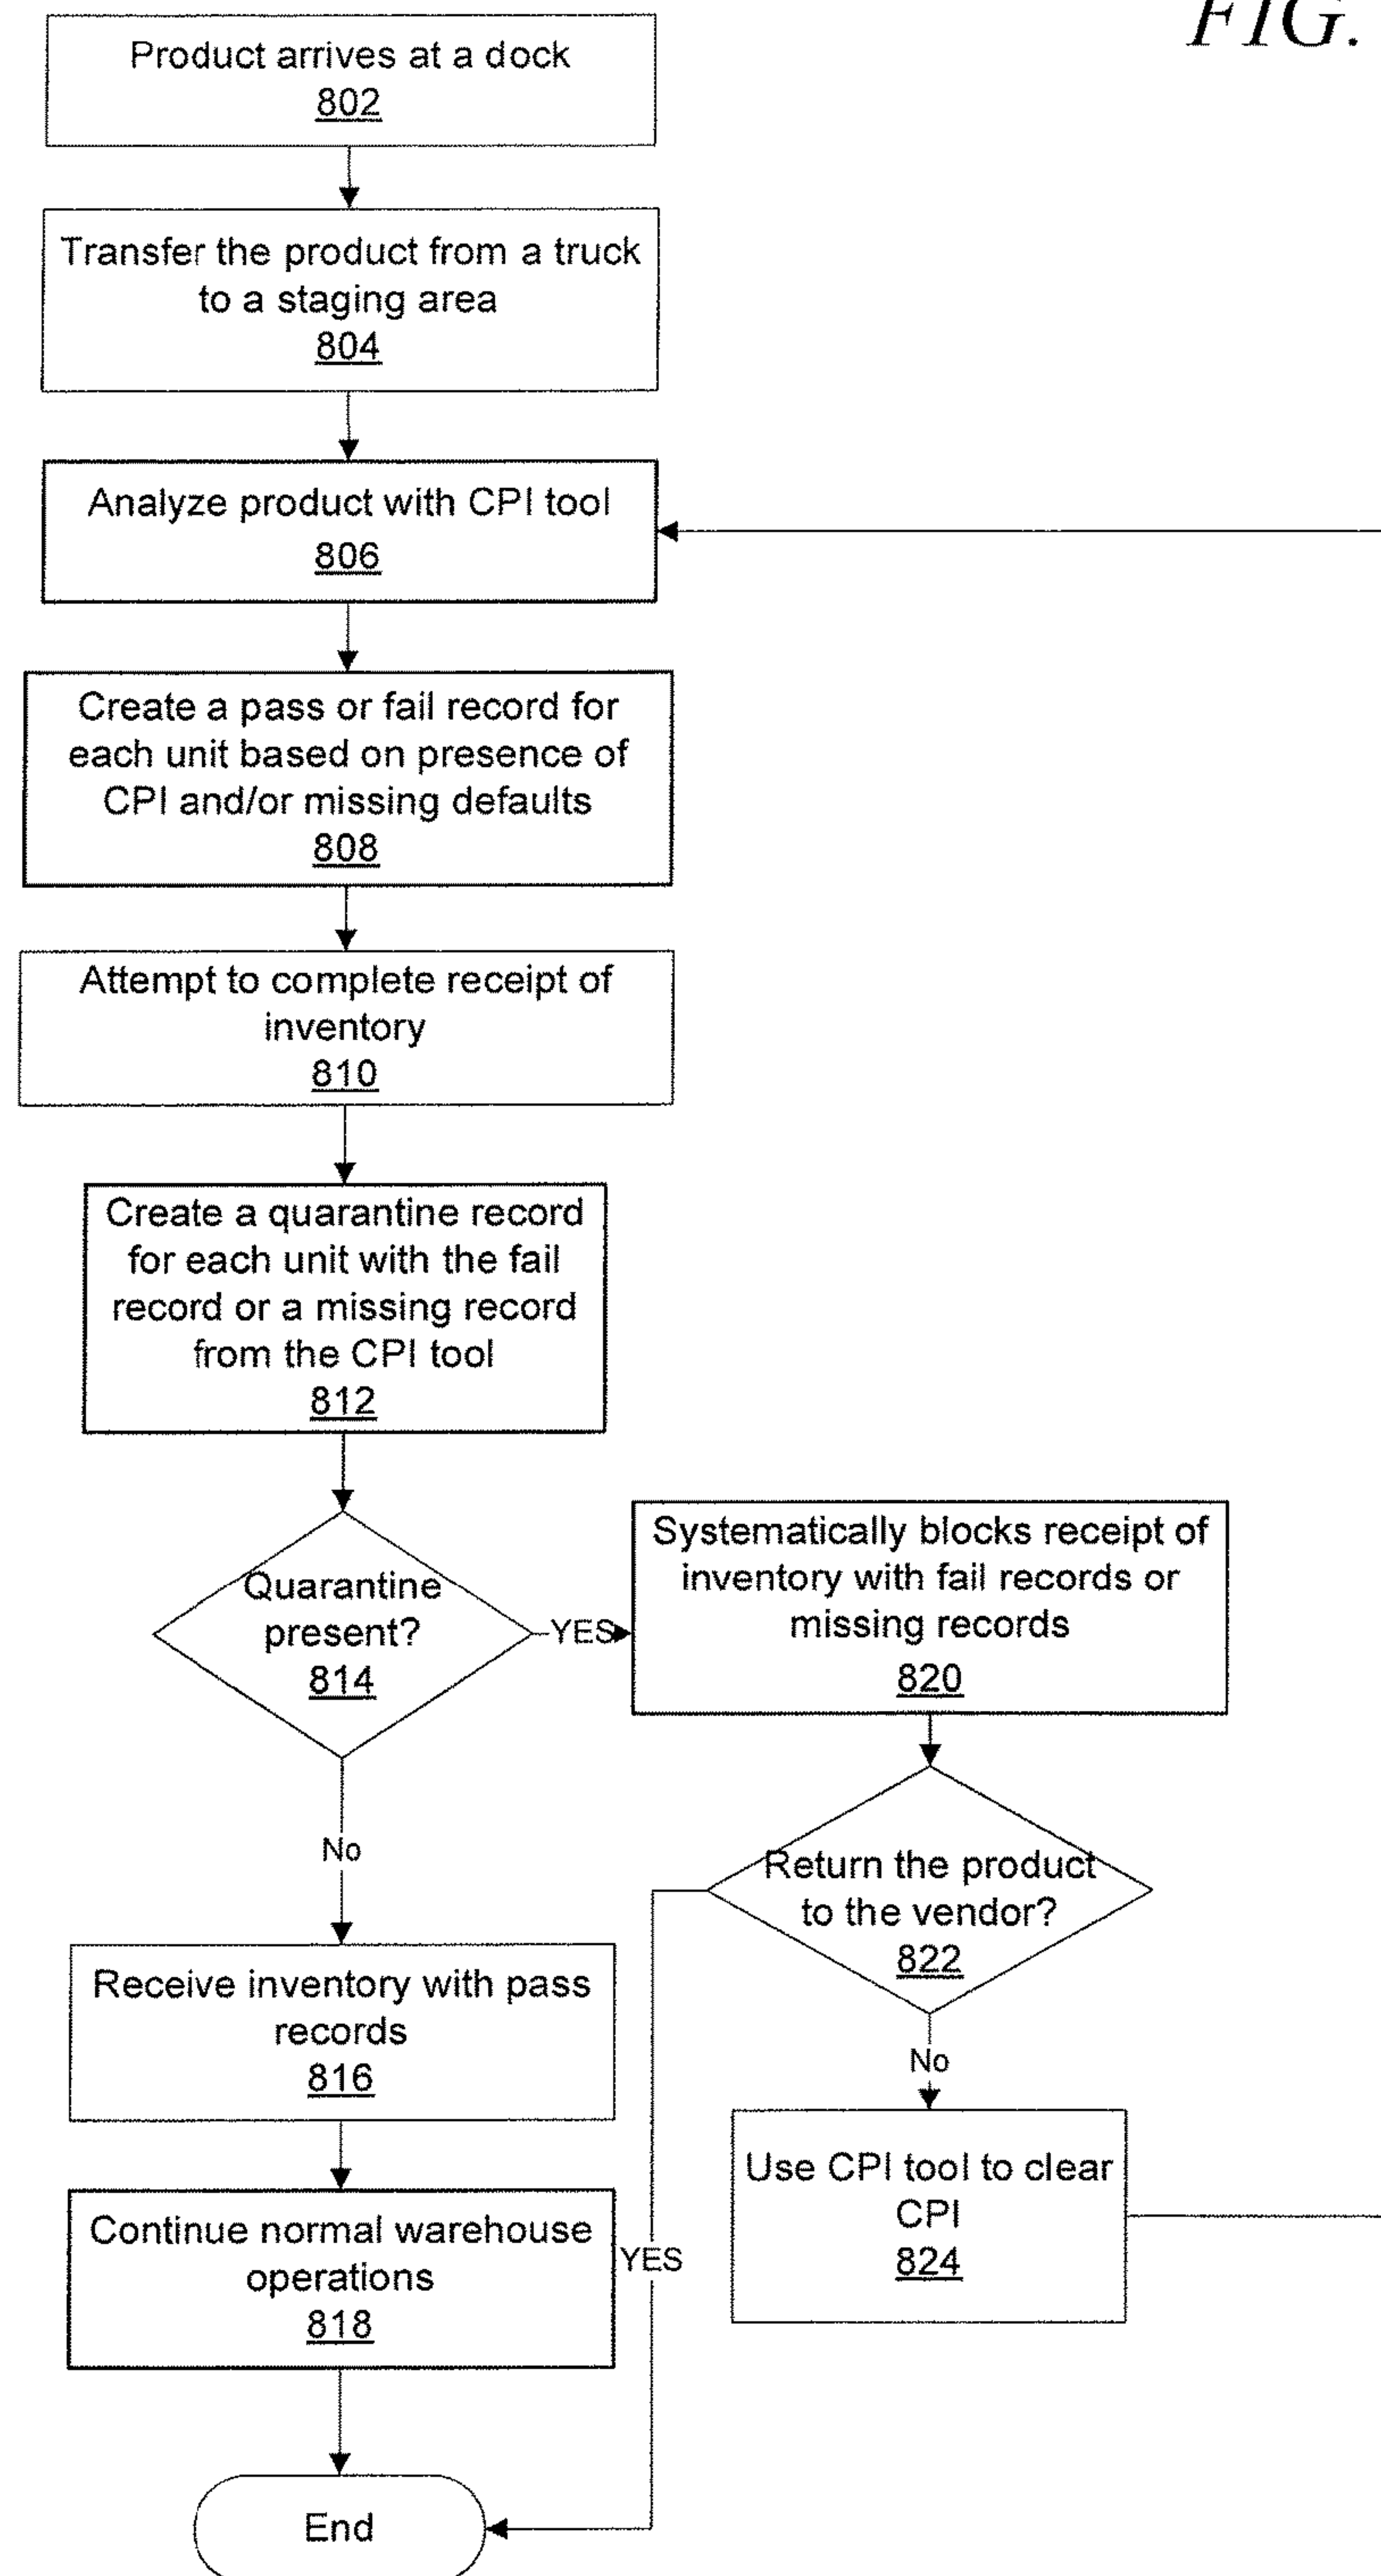 FIG.
Product arrives at a dock
802
Transfer the product from a truck
to a staging area
804
Analyze product with CPI tool
806
Create a pass or fail record for
each unit based on presence of
CPI and/or missing defaults
808
Attempt to complete receipt of
inventory
810
Create a quarantine record
for each unit with the fail
record or a missing record
from the CPI tool
812
Quarantine
present?
814
YES
Systematically blocks receipt of
inventory with fail records or
missing records
820
No
Return the product
to the vendor?
822
Receive inventory with pass
records
816
No
Use CPI tool to clear
CPI
824
Continue normal warehouse
operations
818
YES
End